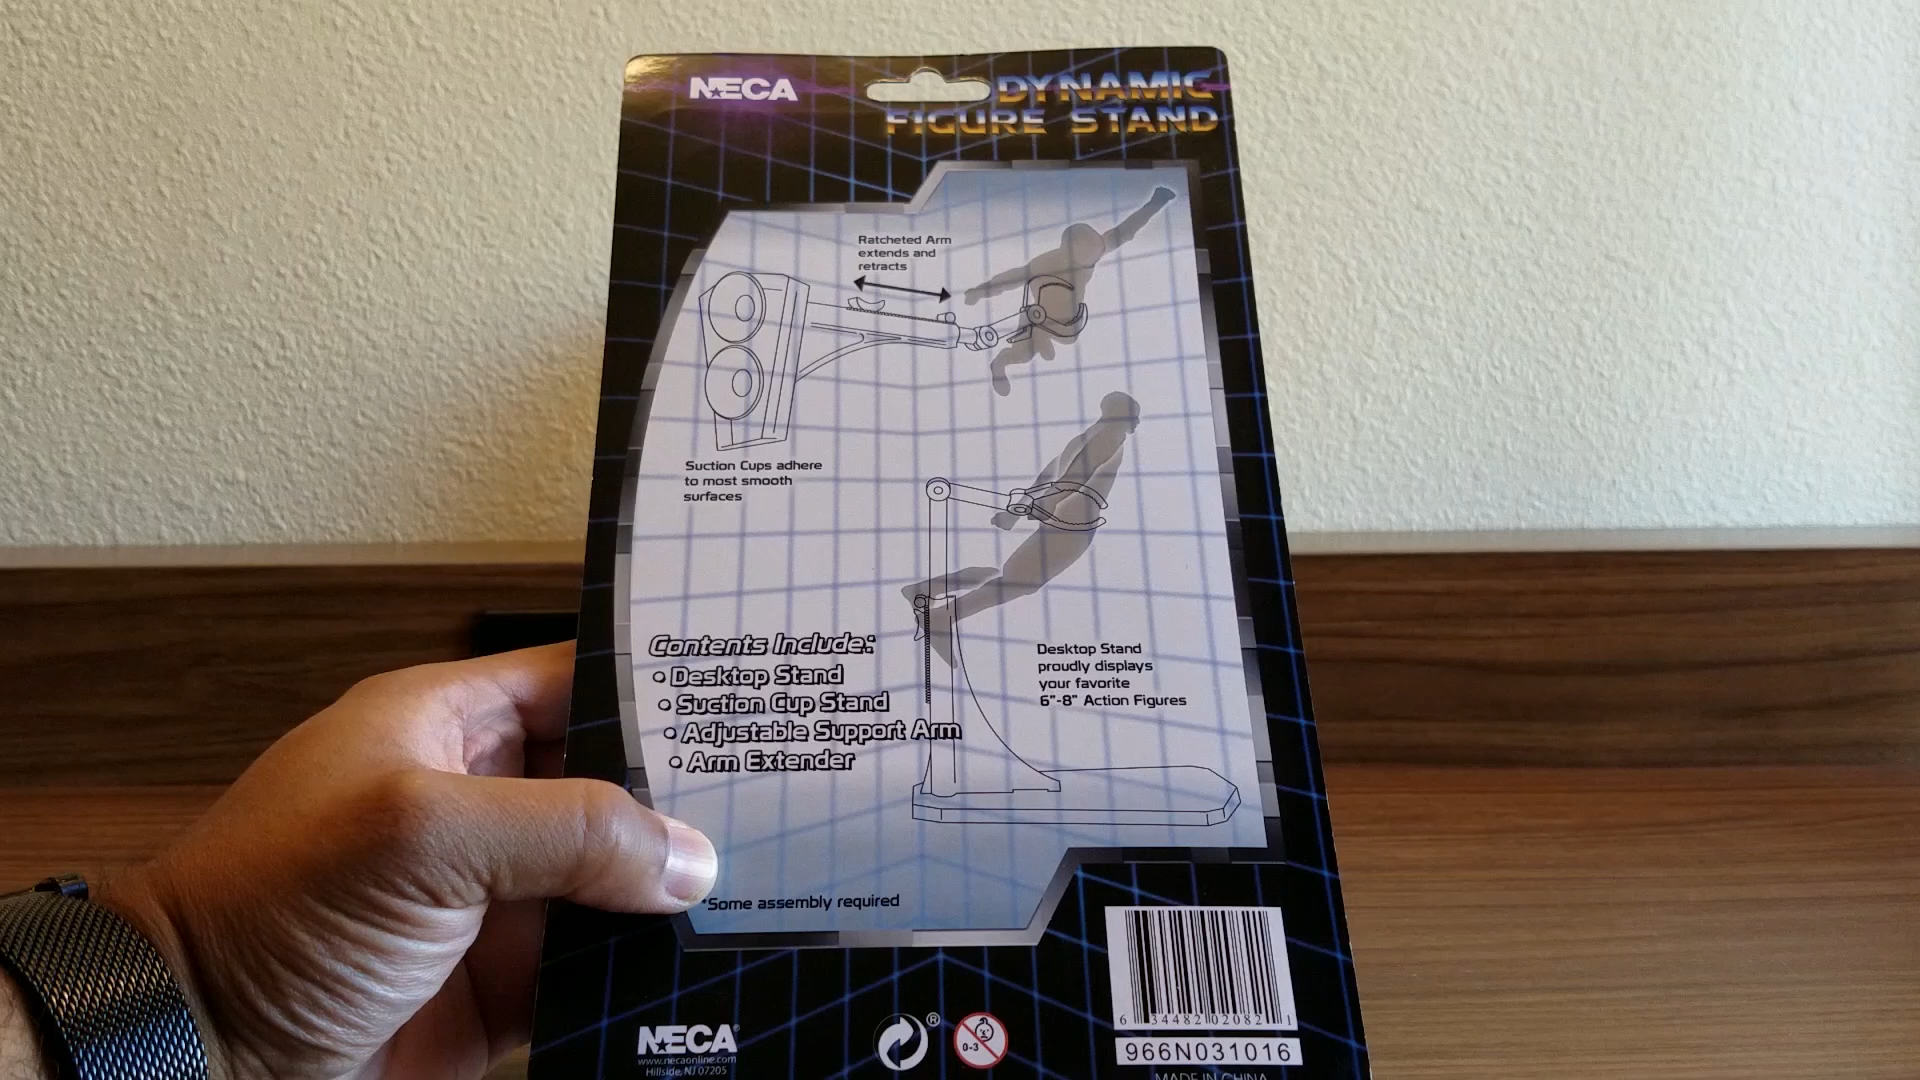 NECA
DYNAMIC
FIGURE STAND
Ratcheted Arm
extends and
retracts
Suction Cups adhere
to most smooth
surfaces
Contents Include:
• Desktop Stand
• Suction Cup Stand
• Adjustable Support Arm
• Arm Extender
Desktop Stand
proudly displays
your favorite
6"-8" Action Figures
*Some assembly required
NECA®
www.necaonline.com
Hillside, NJ 07205
®
0-3
6 34482 02082 1
966N031016
MADE IN CHINA